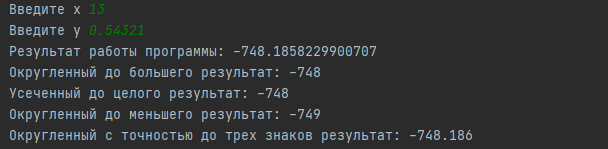 Введите x 13
Введите y 0.54321
Результат работы программы: -748.1858229900707
Округленный до большего результат: -748
Усеченный до целого результат: -748
Округленный до меньшего результат: -749
Округленный с точностью до трех знаков результат: -748.186